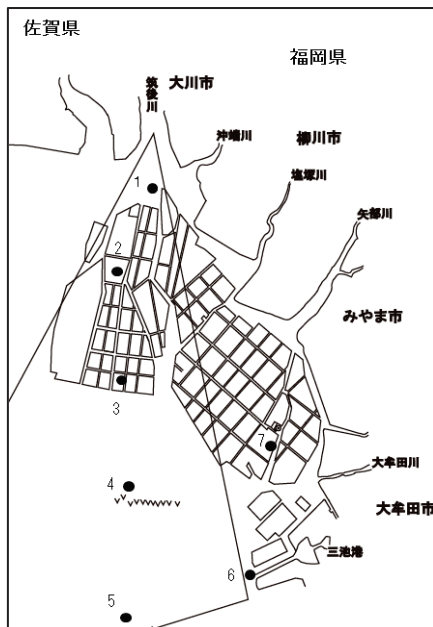 佐賀県
福岡県
筑後川
大川市
沖端川
柳川市
塩塚川
矢部川
みやま市
大牟田川
大牟田市
三池港
1
2
3
4
5
6
7